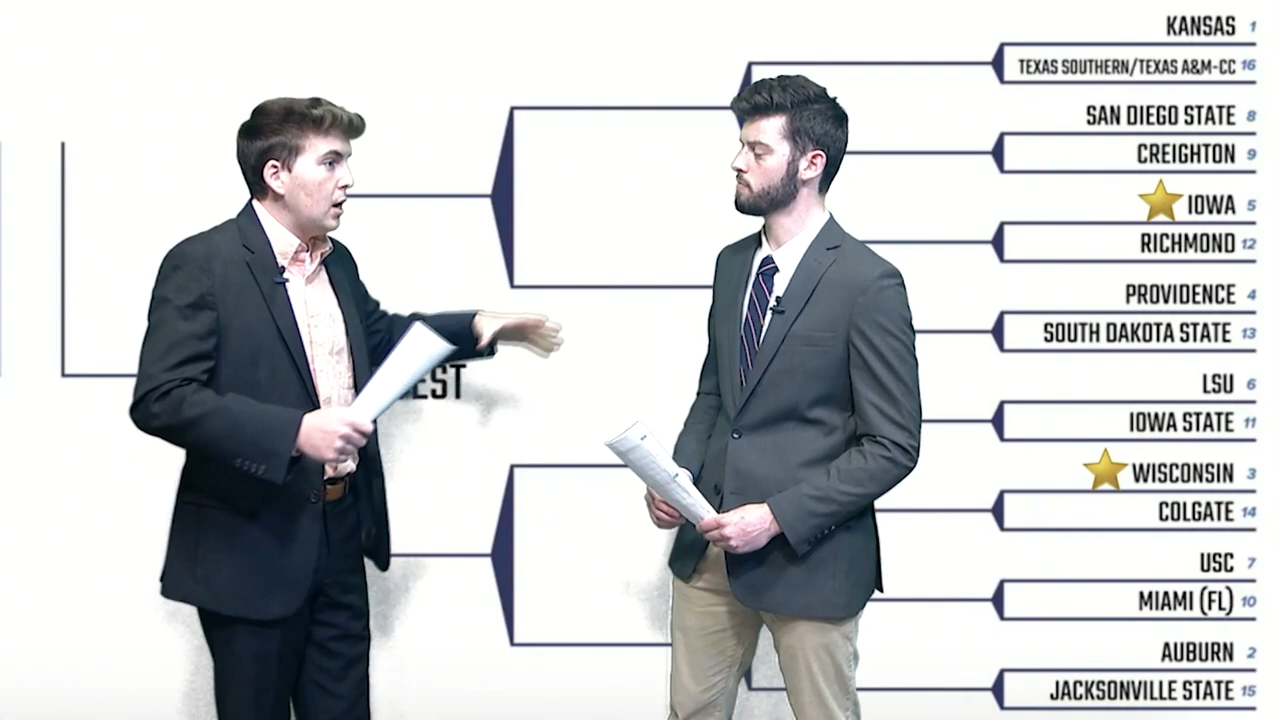 KANSAS 1
TEXAS SOUTHERN/TEXAS A&M-CC 16
SAN DIEGO STATE 8
CREIGHTON 9
IOWA 5
RICHMOND 12
PROVIDENCE 4
SOUTH DAKOTA STATE 13
LSU 6
EST
IOWA STATE 11
WISCONSIN 3
COLGATE 14
USC 7
MIAMI (FL) 10
AUBURN 2
JACKSONVILLE STATE 15